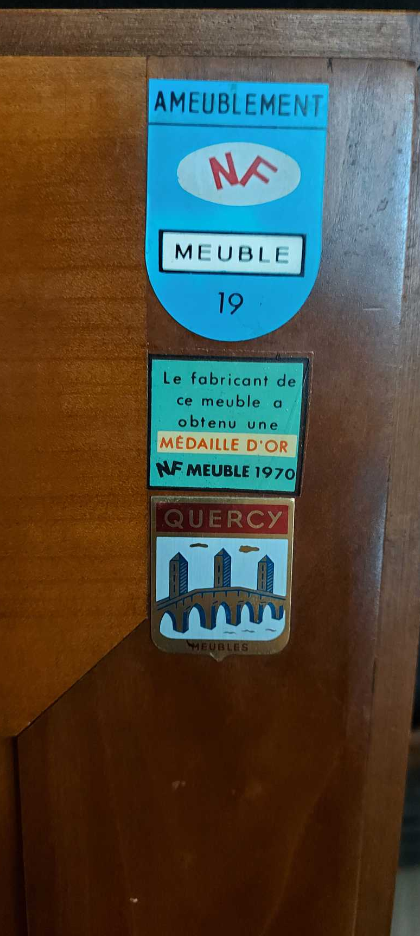 AMEUBLEMENT
NF
MEUBLE
19
Le fabricant de
ce meuble a
obtenu une
MÉDAILLE D'OR
NF MEUBLE 1970
QUERCY
MEUBLES